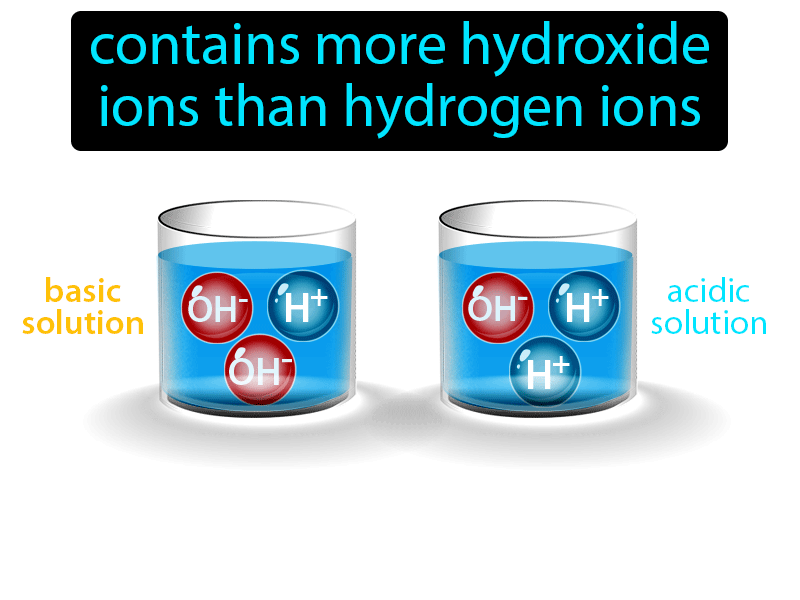 contains more hydroxide
ions than hydrogen ions
basic
solution
OH-
H+
OH-
OH-
H+
H+
acidic
solution